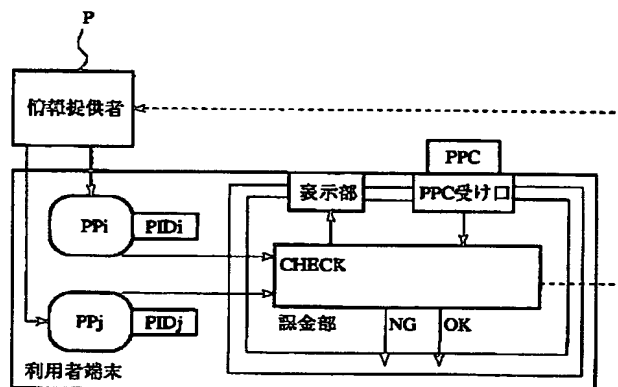 P
情報提供者
PPC
表示部
PPC受け口
PPi
PIDi
CHECK
PPj
PIDj
課金部
NG
OK
利用者端末